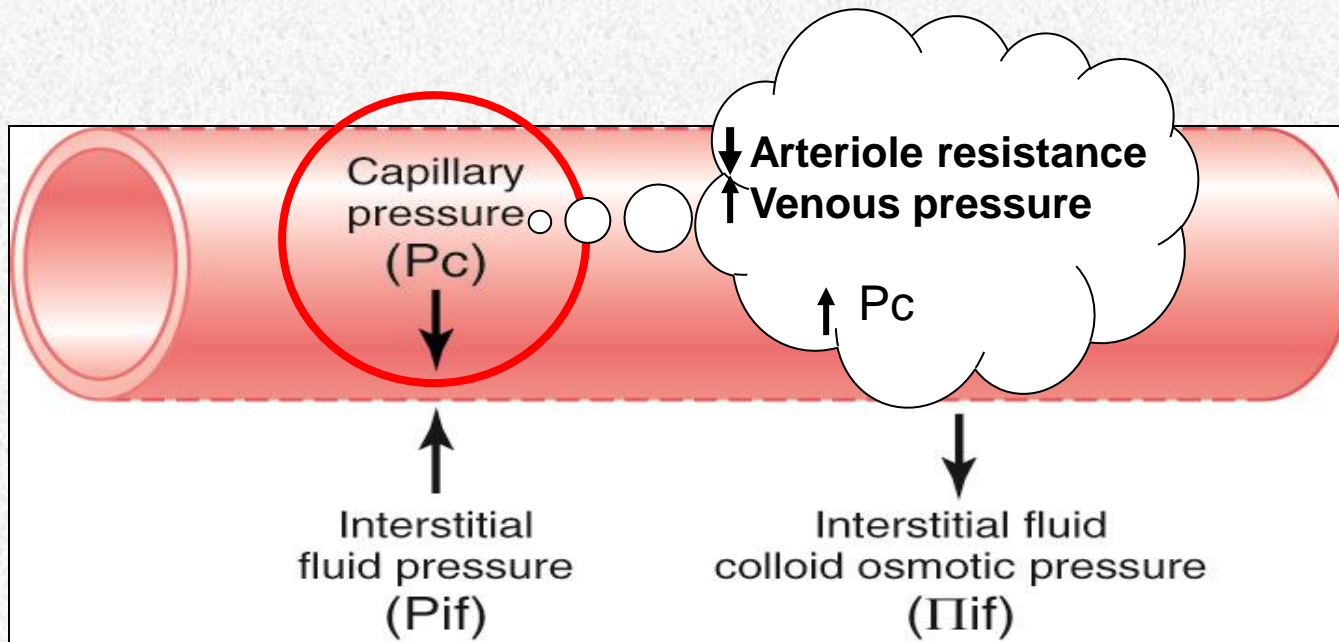 Capillary
pressure
(Pc)
↓ Arteriole resistance
↑ Venous pressure
↑ Pc
Interstitial
fluid pressure
(Pif)
Interstitial fluid
colloid osmotic pressure
(Πif)